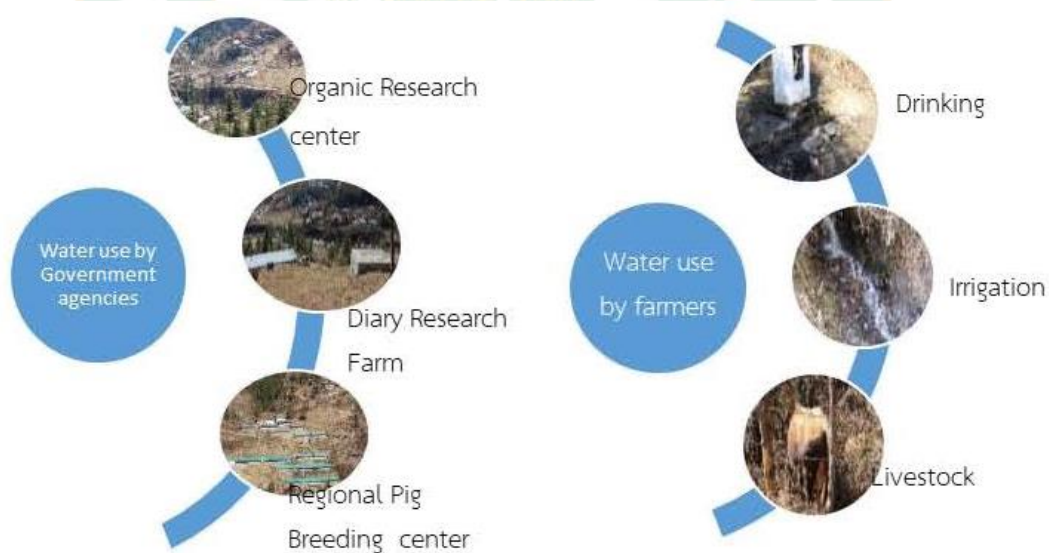 Organic Research
center
Water use by
Government
agencies
Diary Research
Farm
Regional Pig
Breeding center
Drinking
Water use
by farmers
Irrigation
Livestock